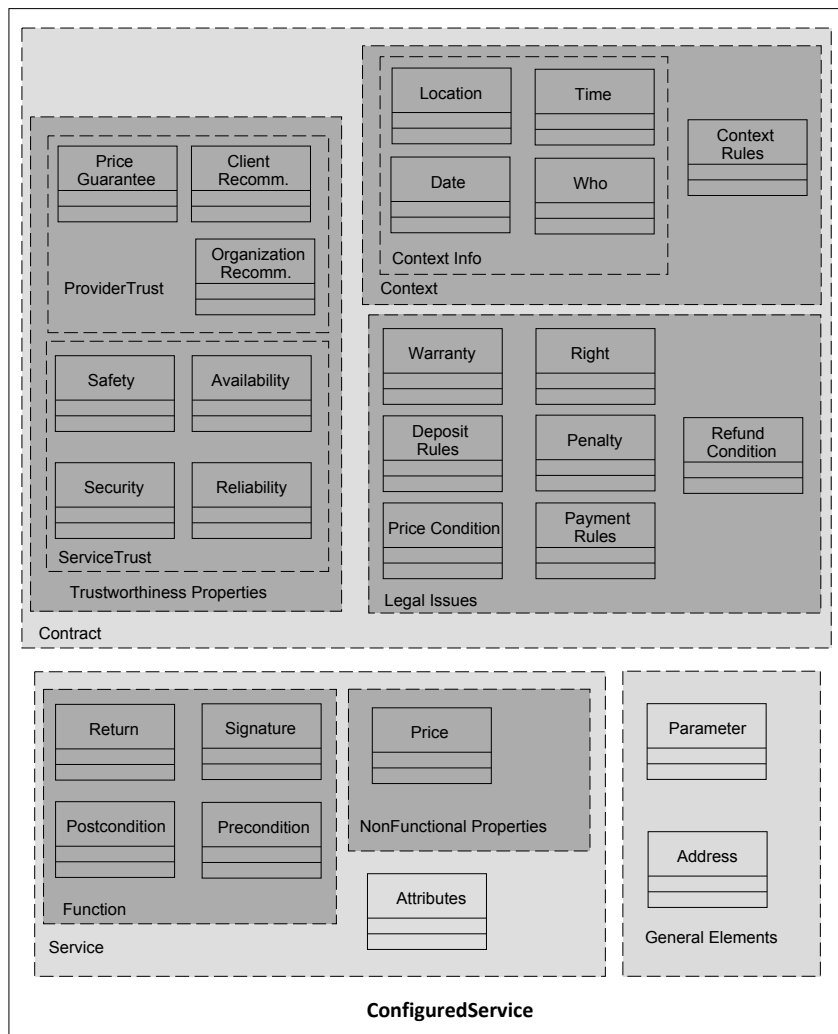 Price
Guarantee
Client
Recomm.
Organization
Recomm.
ProviderTrust
Safety
Availability
Security
Reliability
ServiceTrust
Trustworthiness Properties
Location
Time
Date
Who
Context Info
Context
Rules
Context
Warranty
Right
Deposit
Rules
Penalty
Refund
Condition
Price Condition
Payment
Rules
Legal Issues
Contract
Return
Signature
Postcondition
Precondition
Function
Price
NonFunctional Properties
Attributes
Service
Parameter
Address
General Elements
ConfiguredService